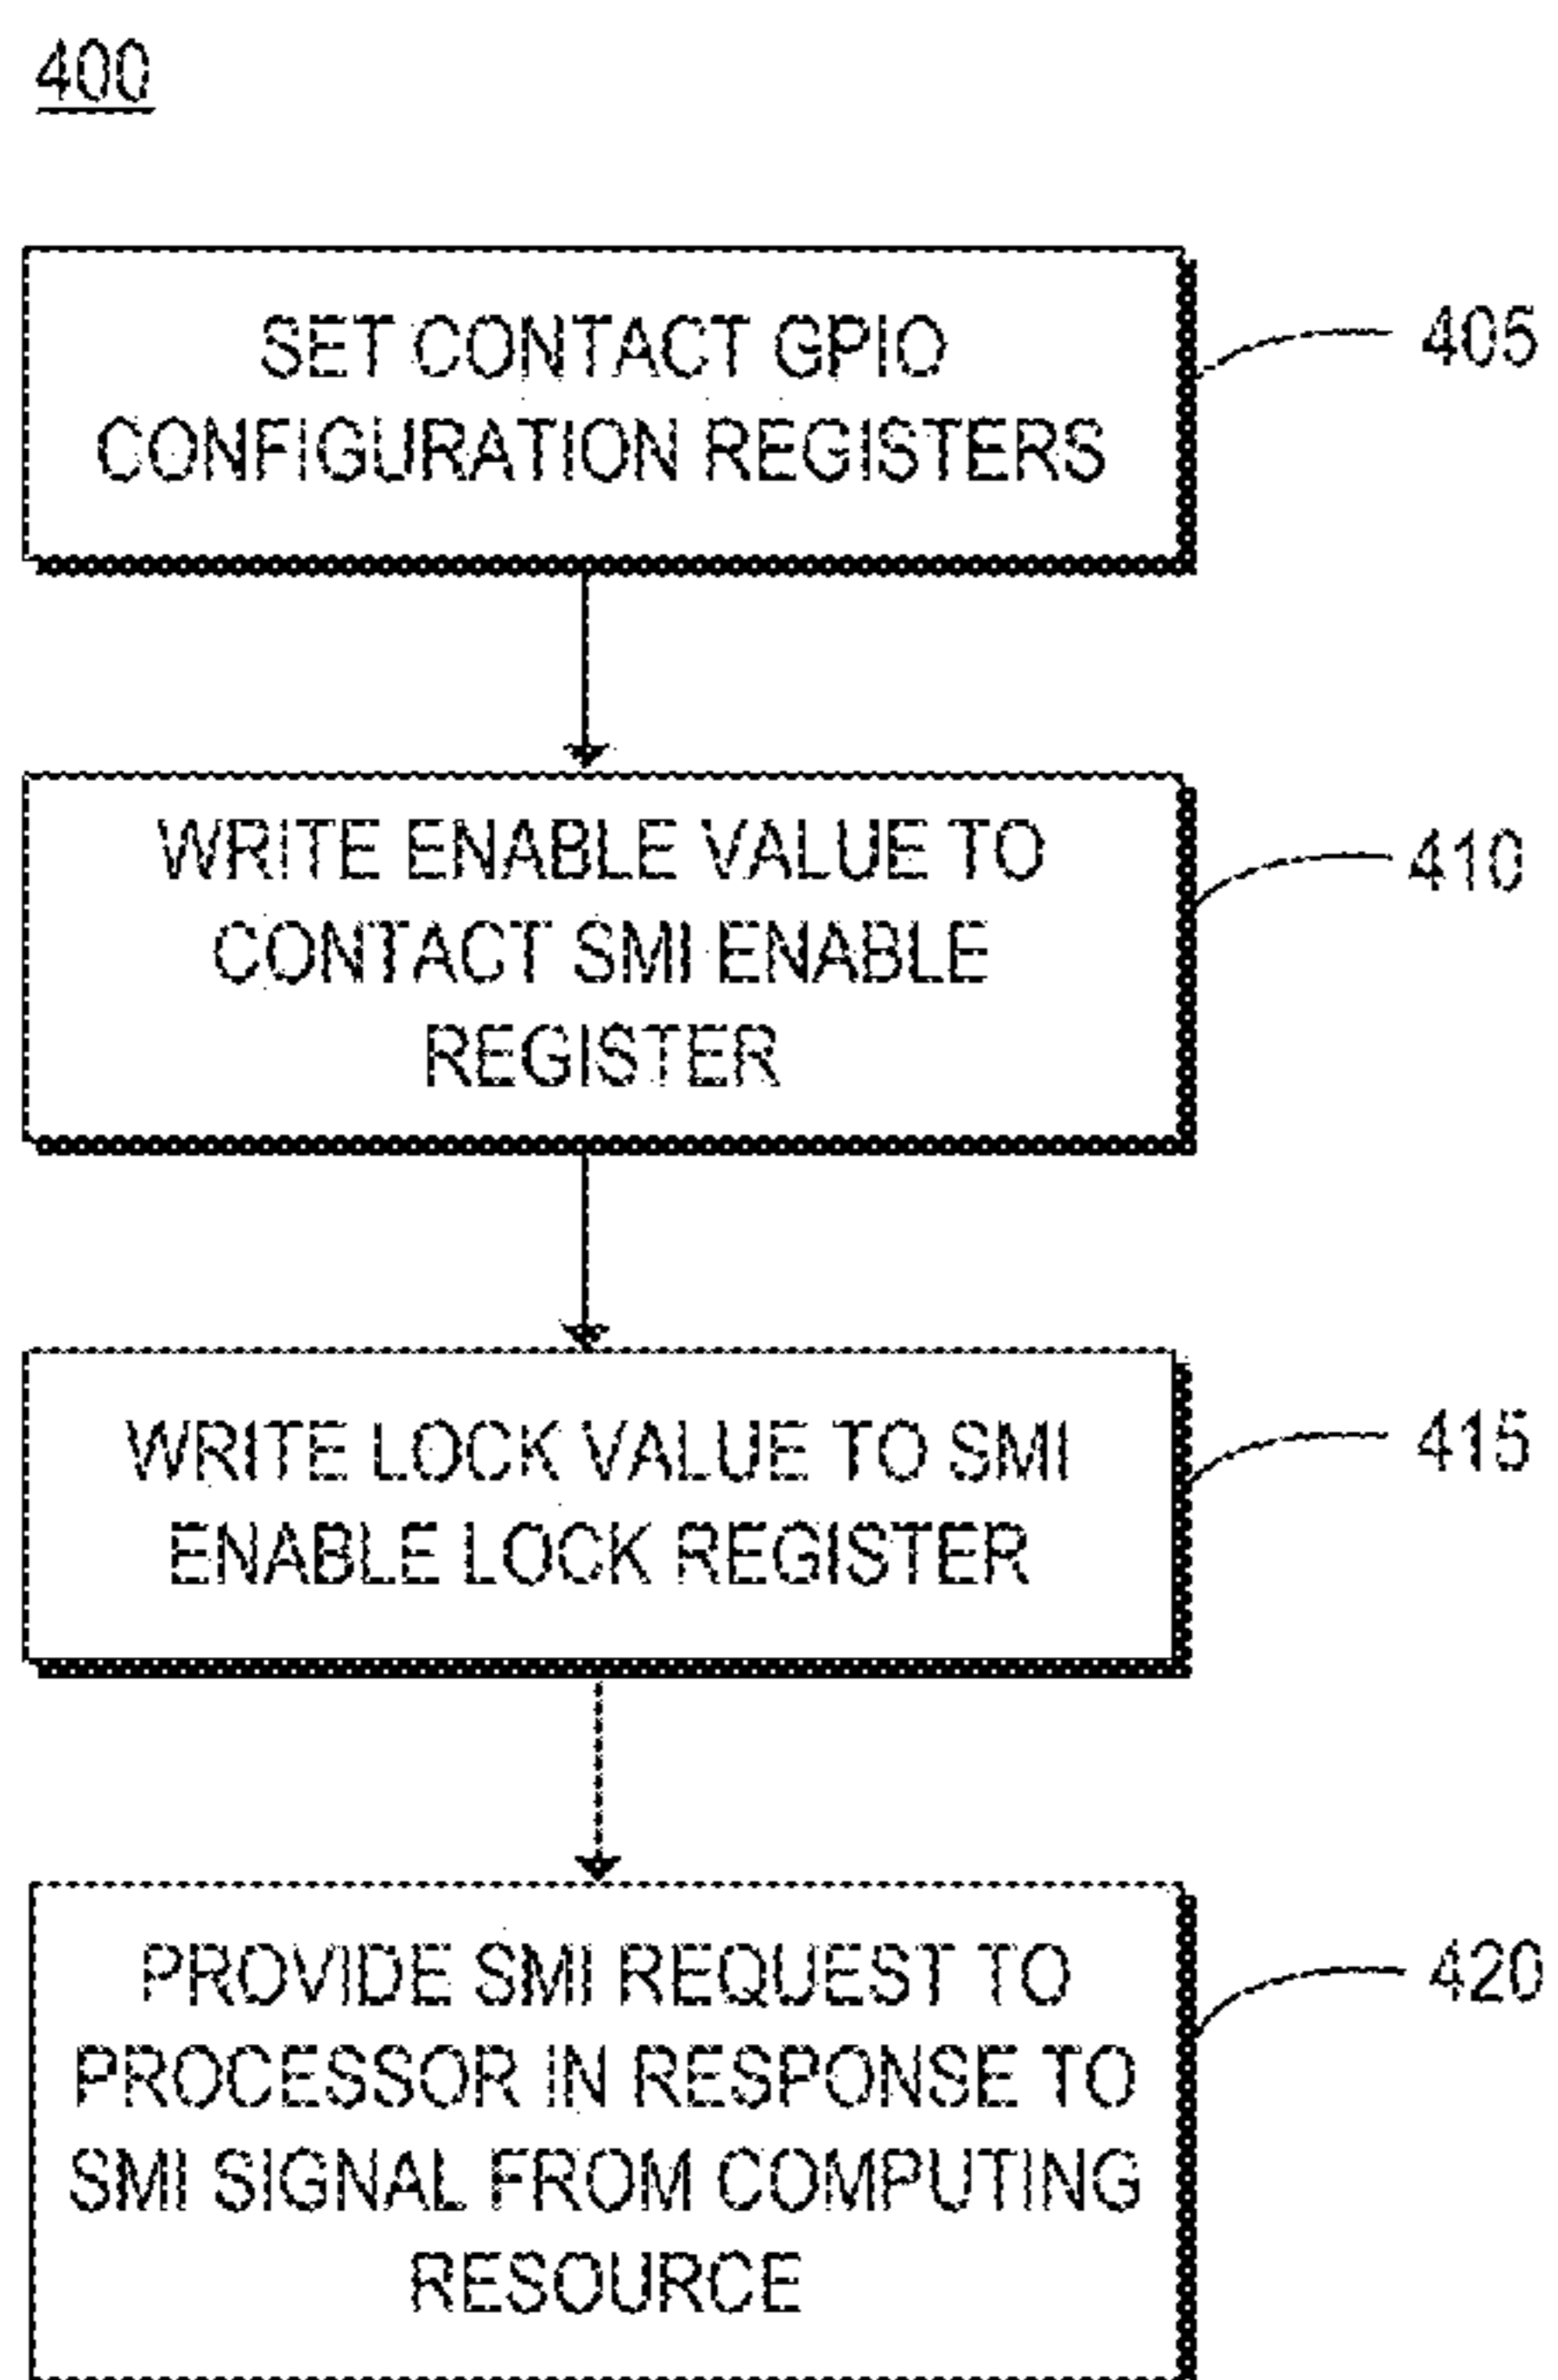 400
SET CONTACT GPIO
CONFIGURATION REGISTERS
405
WRITE ENABLE VALUE TO
CONTACT SMI ENABLE
REGISTER
410
WRITE LOCK VALUE TO SMI
ENABLE LOCK REGISTER
415
PROVIDE SMI REQUEST TO
PROCESSOR IN RESPONSE TO
SMI SIGNAL FROM COMPUTING
RESOURCE
420